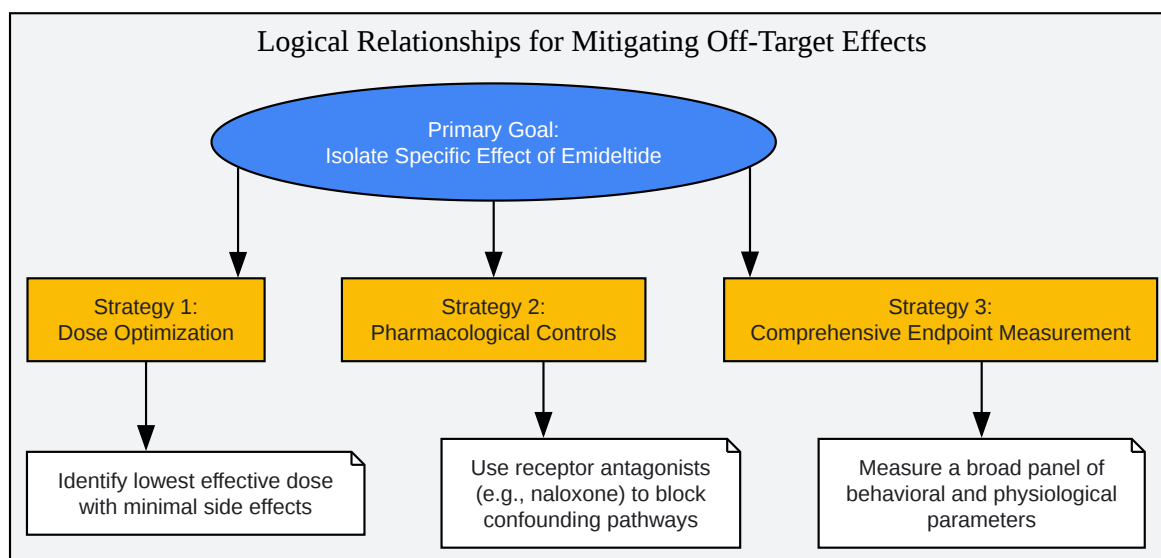 Logical Relationships for Mitigating Off-Target Effects
Primary Goal:
Isolate Specific Effect of Emideltide
Strategy 1:
Dose Optimization
Strategy 2:
Pharmacological Controls
Strategy 3:
Comprehensive Endpoint Measurement
Identify lowest effective dose
with minimal side effects
Use receptor antagonists
(e.g., naloxone) to block
confounding pathways
Measure a broad panel of
behavioral and physiological
parameters